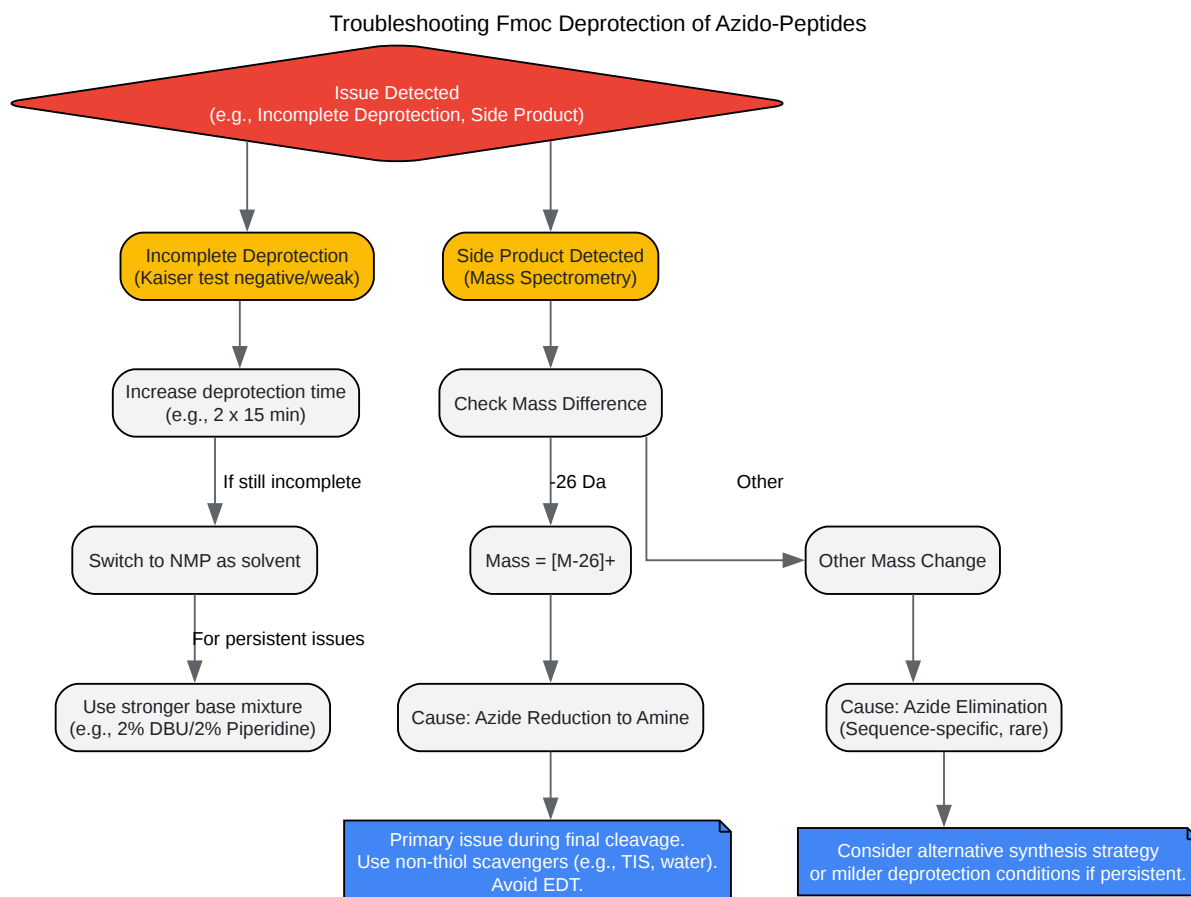 Troubleshooting Fmoc Deprotection of Azido-Peptides
Issue Detected
(e.g., Incomplete Deprotection, Side Product)
Incomplete Deprotection
(Kaiser test negative/weak)
Side Product Detected
(Mass Spectrometry)
Increase deprotection time
(e.g., 2 x 15 min)
Check Mass Difference
If still incomplete
-26 Da
Other
Switch to NMP as solvent
Mass = [M-26]+
Other Mass Change
For persistent issues
Use stronger base mixture
(e.g., 2% DBU/2% Piperidine)
Cause: Azide Reduction to Amine
Cause: Azide Elimination
(Sequence-specific, rare)
Primary issue during final cleavage.
Use non-thiol scavengers (e.g., TIS, water).
Avoid EDT.
Consider alternative synthesis strategy
or milder deprotection conditions if persistent.